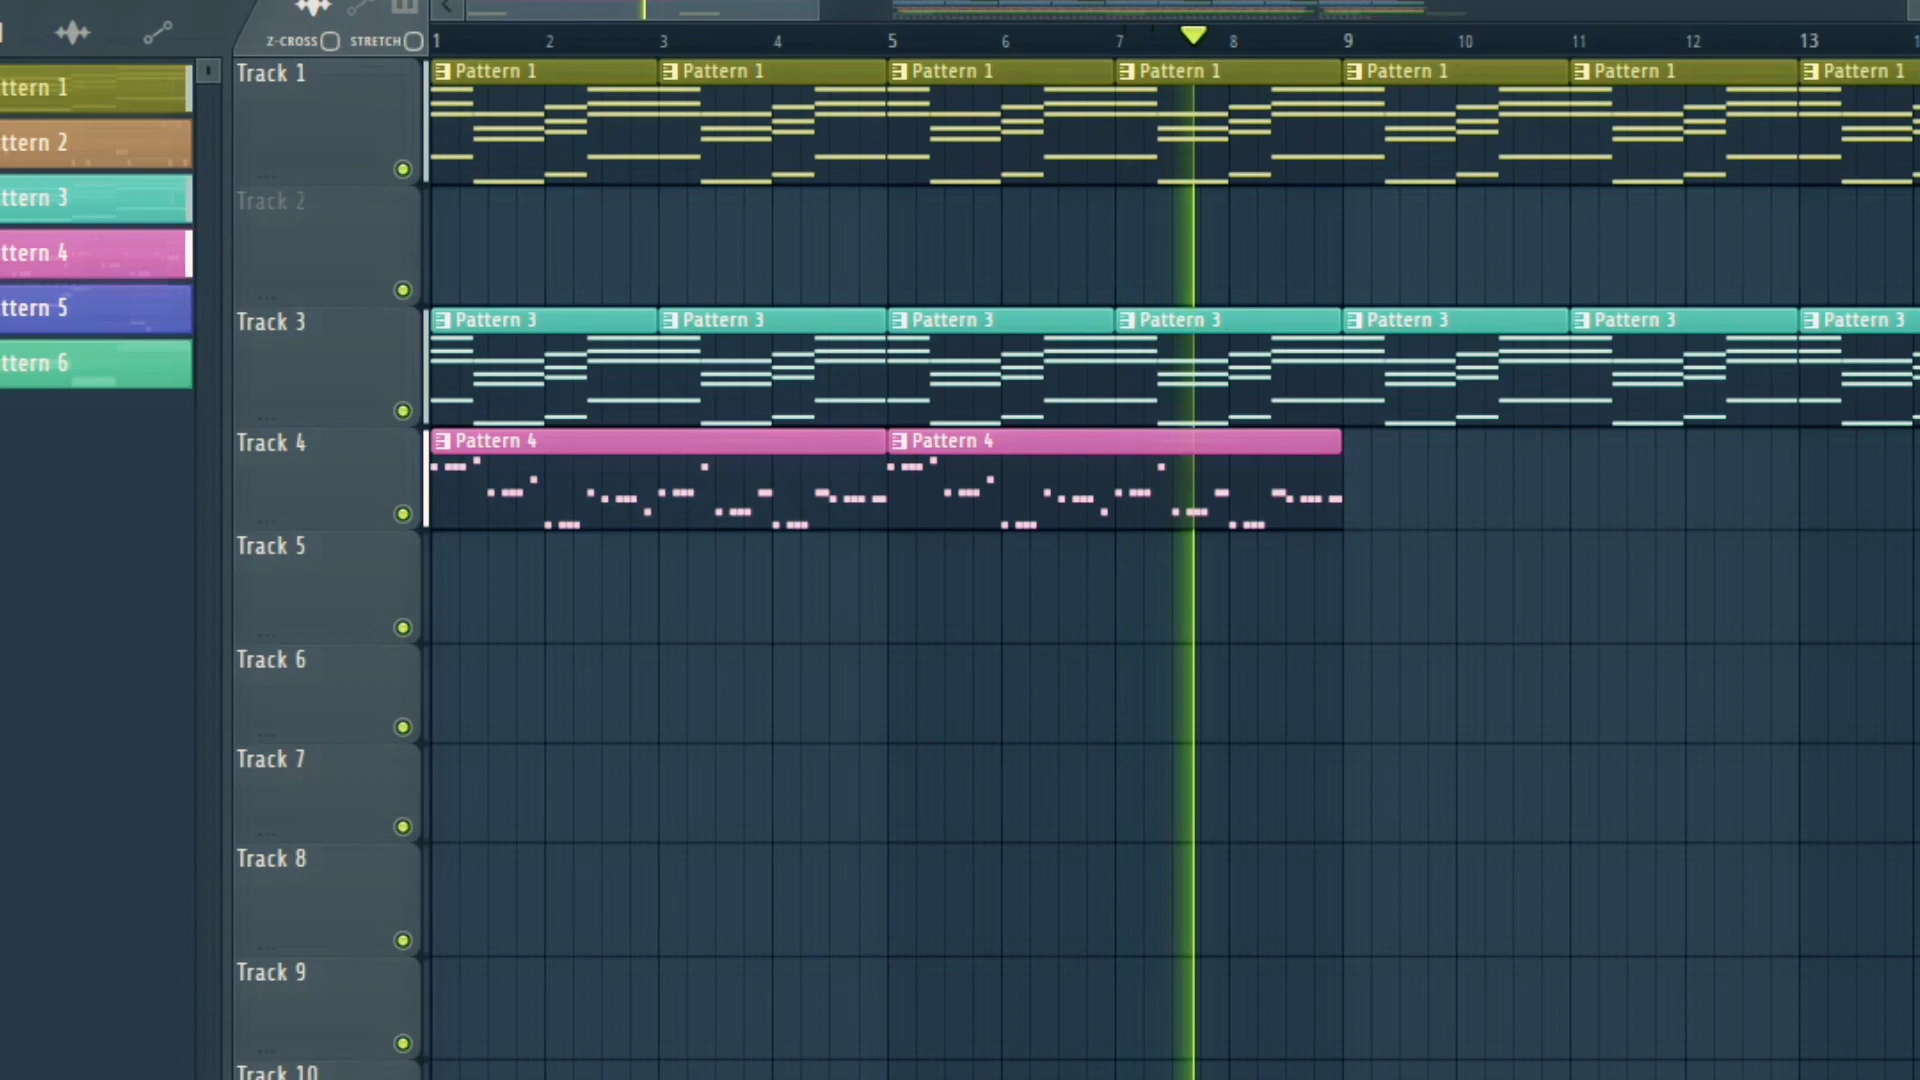 Z-CROSS STRETCH 1 2 3 4 5 6 7 8 9 10 11 12 13
ttern 1
ttern 2
ttern 3
ttern 4
ttern 5
ttern 6
Track 1 Pattern 1 Pattern 1 Pattern 1 Pattern 1 Pattern 1 Pattern 1 Pattern 1
Track 2
Track 3 Pattern 3 Pattern 3 Pattern 3 Pattern 3 Pattern 3 Pattern 3 Pattern 3
Track 4 Pattern 4 Pattern 4
Track 5
Track 6
Track 7
Track 8
Track 9
Track 10